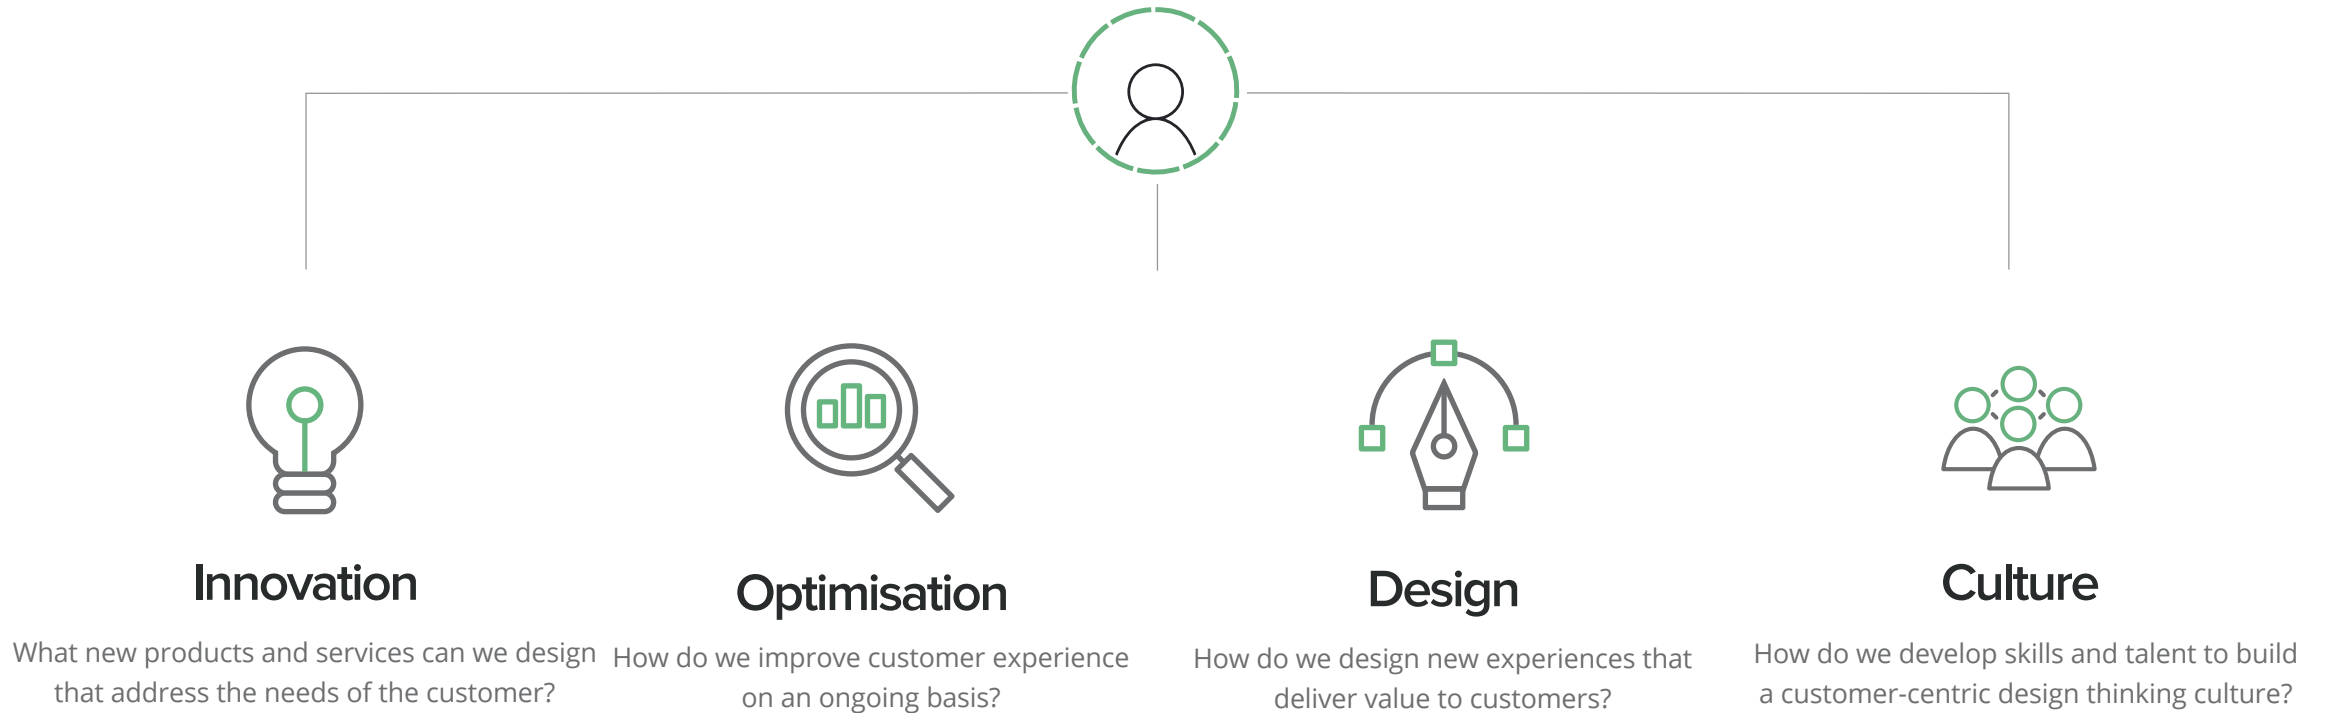 Innovation
What new products and services can we design
that address the needs of the customer?
Optimisation
How do we improve customer experience
on an ongoing basis?
Design
How do we design new experiences that
deliver value to customers?
Culture
How do we develop skills and talent to build
a customer-centric design thinking culture?